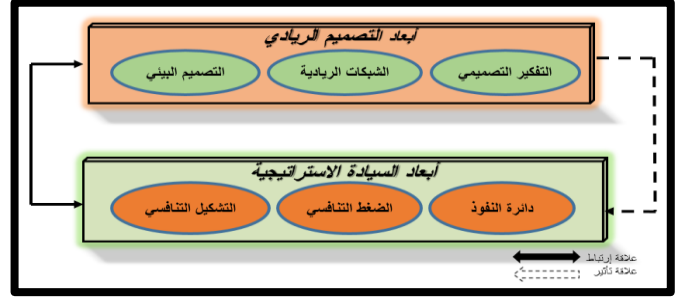 أبعاد التصميم الريادي
التفكير التصميمي
الشبكات الريادية
التصميم البيئي
أبعاد السيادة الاستراتيجية
دائرة النفوذ
الضغط التنافسي
التشكيل التنافسي
علاقة إرتباط
علاقة تأثير